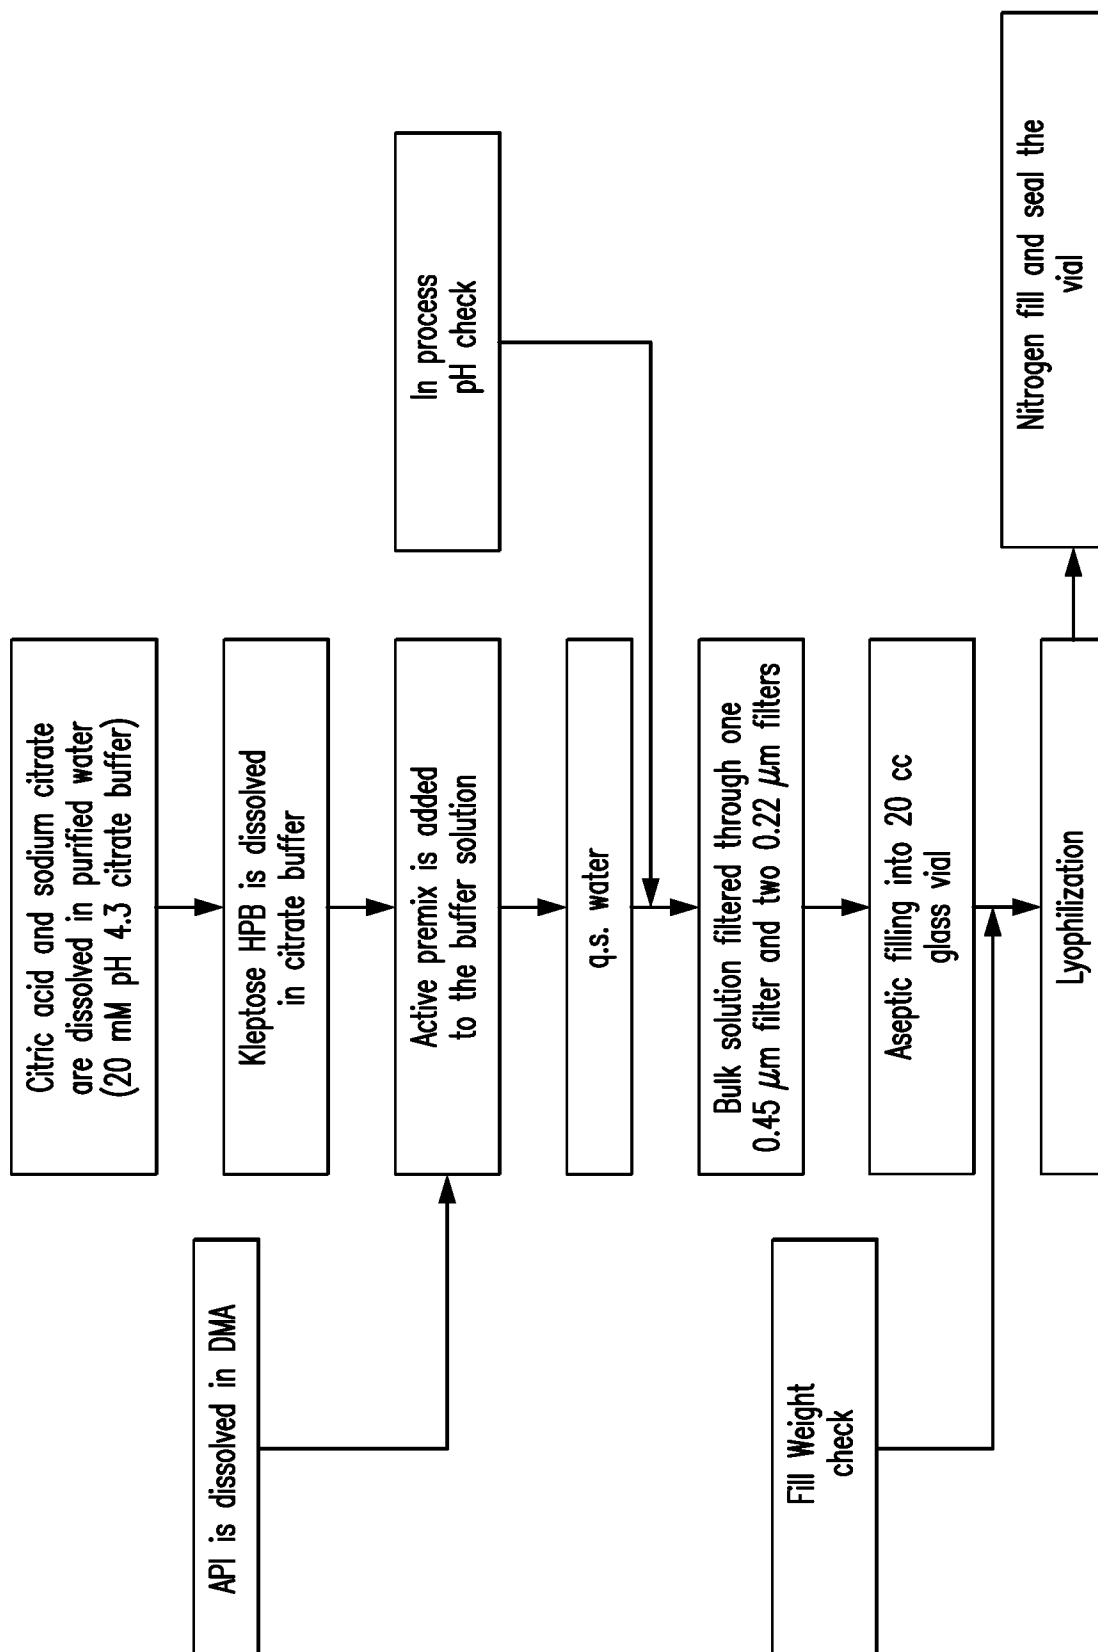 Citric acid and sodium citrate
are dissolved in purified water
(20 mM pH 4.3 citrate buffer)
API is dissolved in DMA
Kleptose HPB is dissolved
in citrate buffer
Active premix is added
to the buffer solution
In process
pH check
q.s. water
Bulk solution filtered through one
0.45 μm filter and two 0.22 μm filters
Fill Weight
check
Aseptic filling into 20 cc
glass vial
Lyophilization
Nitrogen fill and seal the
vial